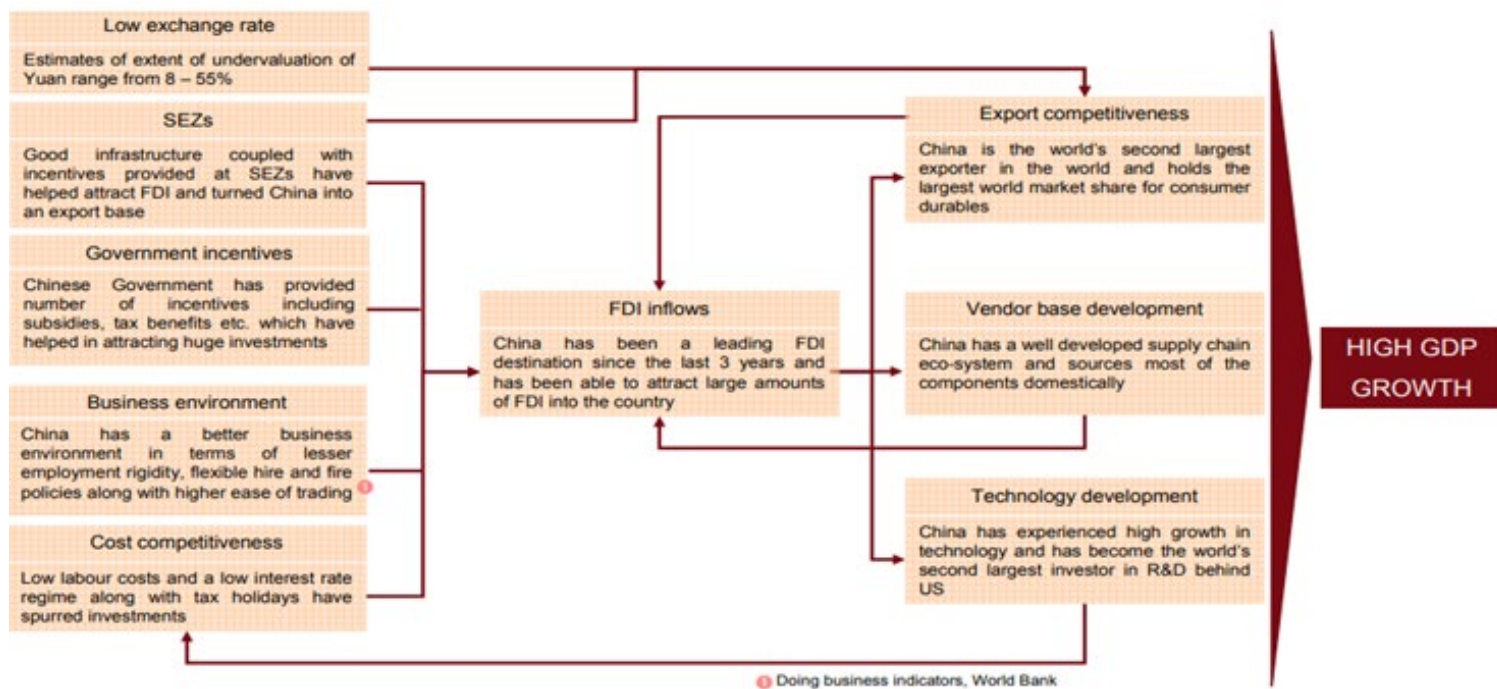 Low exchange rate
Estimates of extent of undervaluation of
Yuan range from 8 – 55%
SEZs
Good infrastructure coupled with
incentives provided at SEZs have
helped attract FDI and turned China into
an export base
Government incentives
Chinese Government has provided
number of incentives including
subsidies, tax benefits etc. which have
helped in attracting huge investments
Business environment
China has a better business
environment in terms of lesser
employment rigidity, flexible hire and fire
policies along with higher ease of trading
Cost competitiveness
Low labour costs and a low interest rate
regime along with tax holidays have
spurred investments
FDI inflows
China has been a leading FDI
destination since the last 3 years and
has been able to attract large amounts
of FDI into the country
Export competitiveness
China is the world's second largest
exporter in the world and holds the
largest world market share for consumer
durables
Vendor base development
China has a well developed supply chain
eco-system and sources most of the
components domestically
Technology development
China has experienced high growth in
technology and has become the world's
second largest investor in R&D behind
US
HIGH GDP
GROWTH
Doing business indicators, World Bank